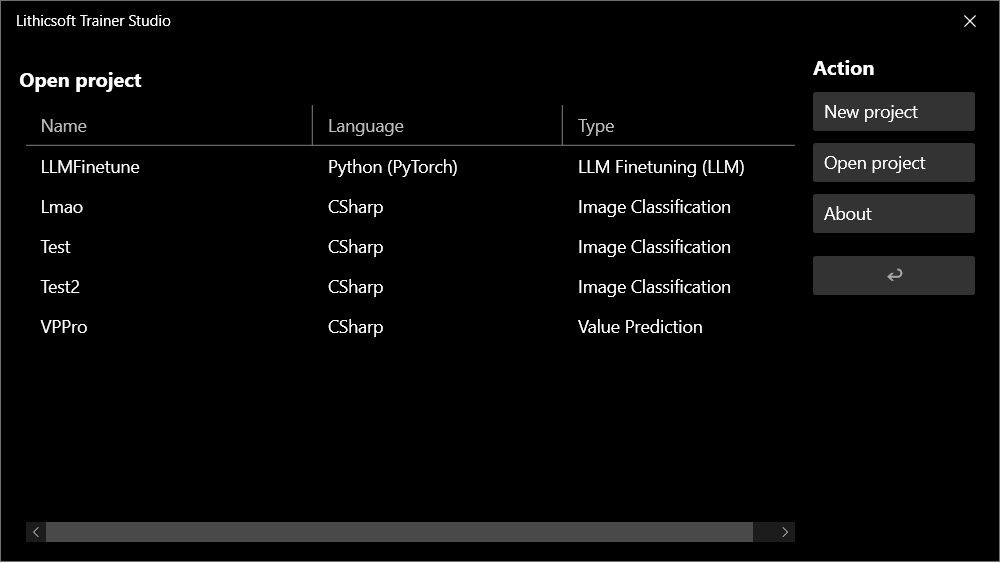 Lithicsoft Trainer Studio
Open project
Name Language Type
LLMFinetune Python (PyTorch) LLM Finetuning (LLM)
Lmao CSharp Image Classification
Test CSharp Image Classification
Test2 CSharp Image Classification
VPPro CSharp Value Prediction
Action
New project
Open project
About